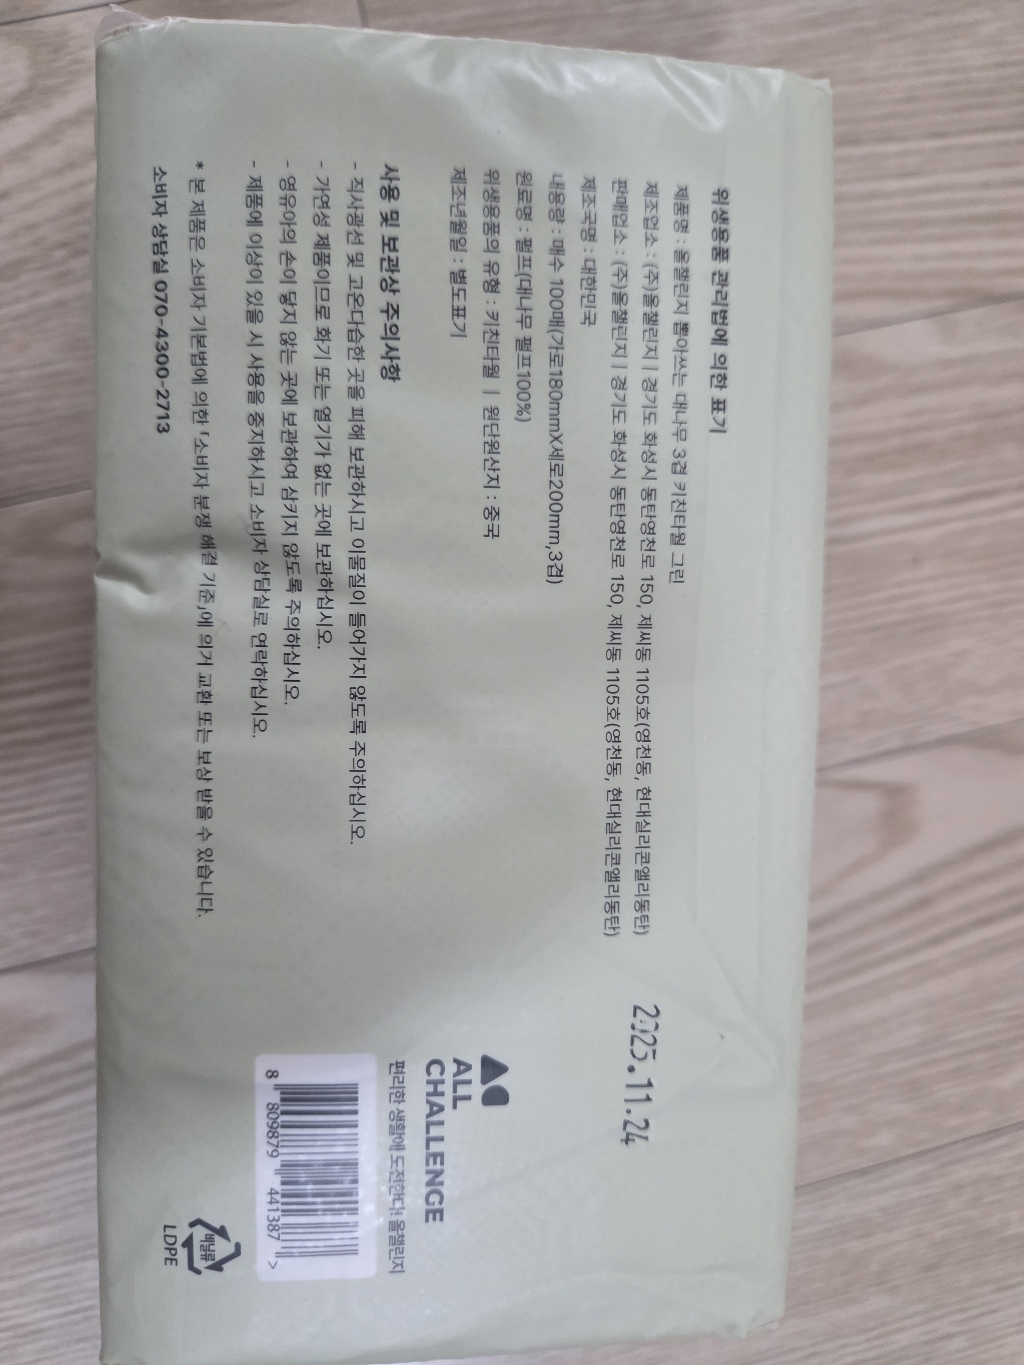 위생용품 관리법에 의한 표기
제품명 : 올챌린지 뽑아쓰는 대나무 3겹 키친타월 그린
제조업소 : (주)올챌린지 | 경기도 화성시 동탄영천로 150, 제씨동 1105호(영천동, 현대실리콘앨리동탄)
판매업소 : (주)올챌린지 | 경기도 화성시 동탄영천로 150, 제씨동 1105호(영천동, 현대실리콘앨리동탄)
제조국명 : 대한민국
내용량 : 매수 100매(가로180mmX세로200mm,3겹)
원료명 : 펄프(대나무 펄프100%)
위생용품의 유형 : 키친타월 | 원단원산지 : 중국
제조년월일 : 별도표기
2025.11.24
사용 및 보관상 주의사항
- 직사광선 및 고온다습한 곳을 피해 보관하시고 이물질이 들어가지 않도록 주의하십시오.
- 가연성 제품이므로 화기 또는 열기가 없는 곳에 보관하십시오.
- 영유아의 손이 닿지 않는 곳에 보관하여 삼키지 않도록 주의하십시오.
- 제품에 이상이 있을 시 사용을 중지하시고 소비자 상담실로 연락하십시오.
* 본 제품은 소비자 기본법에 의한 「소비자 분쟁 해결 기준」에 의거 교환 또는 보상 받을 수 있습니다.
소비자 상담실 070-4300-2713
ALL
CHALLENGE
편리한 생활에 도전한다! 올챌린지
8 809879 441387 >
비닐류
LDPE